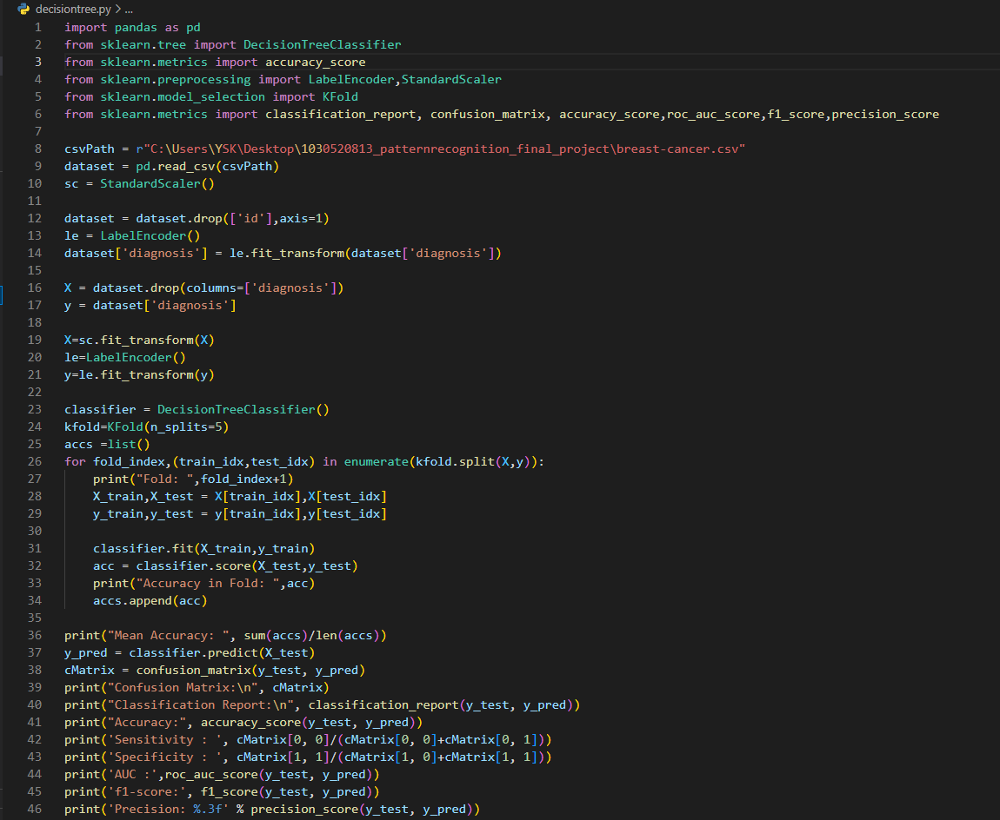 decisiontree.py > ...
1 import pandas as pd
2 from sklearn.tree import DecisionTreeClassifier
3 from sklearn.metrics import accuracy_score
4 from sklearn.preprocessing import LabelEncoder,StandardScaler
5 from sklearn.model_selection import KFold
6 from sklearn.metrics import classification_report, confusion_matrix, accuracy_score,roc_auc_score,f1_score,precision_score
7
8 csvPath = r"C:\Users\YSK\Desktop\1030520813_patternrecognition_final_project\breast-cancer.csv"
9 dataset = pd.read_csv(csvPath)
10 sc = StandardScaler()
11
12 dataset = dataset.drop(['id'],axis=1)
13 le = LabelEncoder()
14 dataset['diagnosis'] = le.fit_transform(dataset['diagnosis'])
15
16 X = dataset.drop(columns=['diagnosis'])
17 y = dataset['diagnosis']
18
19 X=sc.fit_transform(X)
20 le=LabelEncoder()
21 y=le.fit_transform(y)
22
23 classifier = DecisionTreeClassifier()
24 kfold=KFold(n_splits=5)
25 accs =list()
26 for fold_index,(train_idx,test_idx) in enumerate(kfold.split(X,y)):
27     print("Fold: ",fold_index+1)
28     X_train,X_test = X[train_idx],X[test_idx]
29     y_train,y_test = y[train_idx],y[test_idx]
30
31     classifier.fit(X_train,y_train)
32     acc = classifier.score(X_test,y_test)
33     print("Accuracy in Fold: ",acc)
34     accs.append(acc)
35
36 print("Mean Accuracy: ", sum(accs)/len(accs))
37 y_pred = classifier.predict(X_test)
38 cMatrix = confusion_matrix(y_test, y_pred)
39 print("Confusion Matrix:\n", cMatrix)
40 print("Classification Report:\n", classification_report(y_test, y_pred))
41 print("Accuracy:", accuracy_score(y_test, y_pred))
42 print('Sensitivity : ', cMatrix[0, 0]/(cMatrix[0, 0]+cMatrix[0, 1]))
43 print('Specificity : ', cMatrix[1, 1]/(cMatrix[1, 0]+cMatrix[1, 1]))
44 print('AUC :',roc_auc_score(y_test, y_pred))
45 print('f1-score:', f1_score(y_test, y_pred))
46 print('Precision: %.3f' % precision_score(y_test, y_pred))